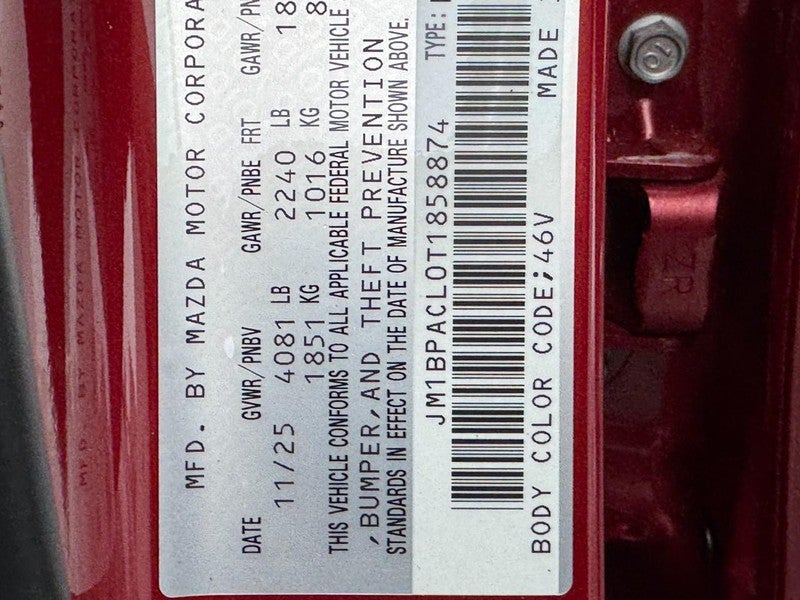 MFD. BY MAZDA MOTOR CORPORA
DATE GVWR/PNBV GAWR/PNBE FRT GAWR/PN
11/25 4081 LB 2240 LB 18
1851 KG 1016 KG 8
THIS VEHICLE CONFORMS TO ALL APPLICABLE FEDERAL MOTOR VEHICLE
,BUMPER,AND THEFT PREVENTION
STANDARDS IN EFFECT ON THE DATE OF MANUFACTURE SHOWN ABOVE.
JM1BPACL0T1858874 TYPE:
BODY COLOR CODE;46V MADE
ZR